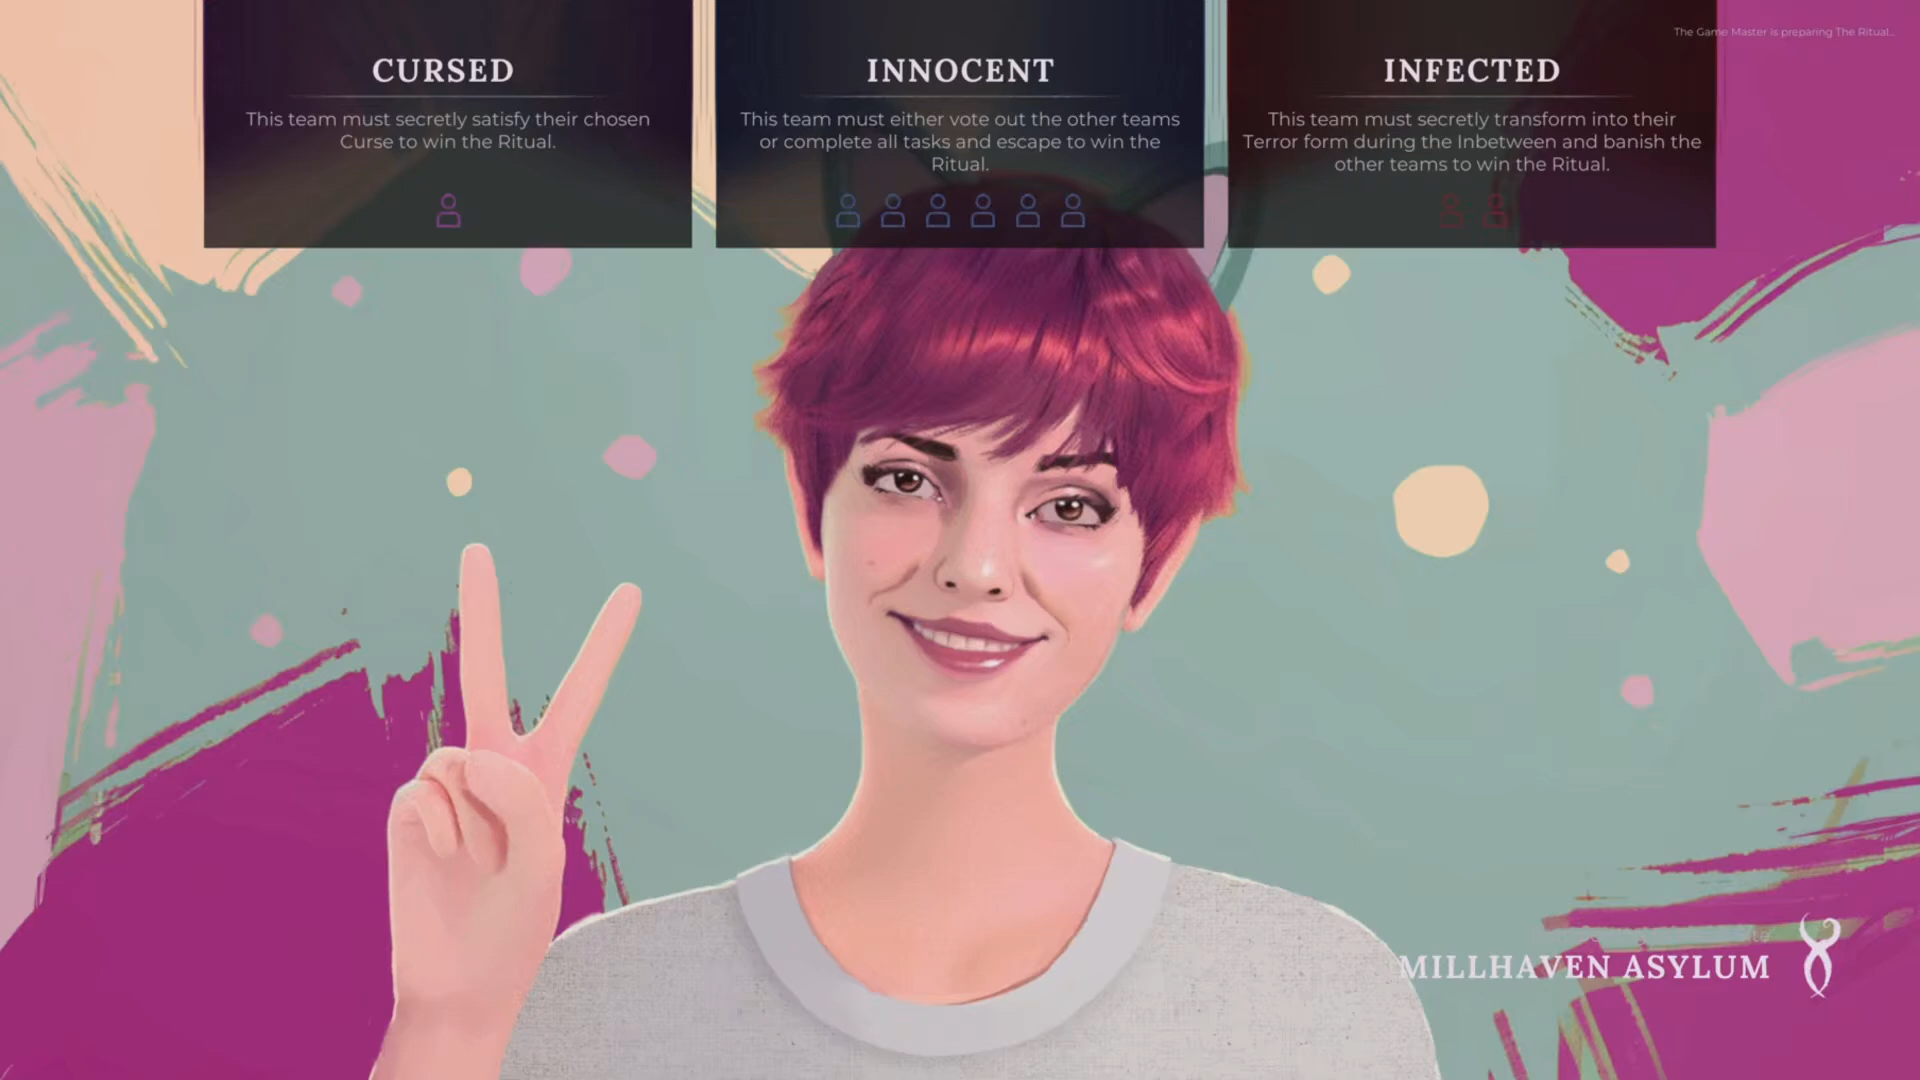 The Game Master is preparing The Ritual...
CURSED
This team must secretly satisfy their chosen
Curse to win the Ritual.
INNOCENT
This team must either vote out the other teams
or complete all tasks and escape to win the
Ritual.
INFECTED
This team must secretly transform into their
Terror form during the Inbetween and banish the
other teams to win the Ritual.
MILLHAVEN ASYLUM